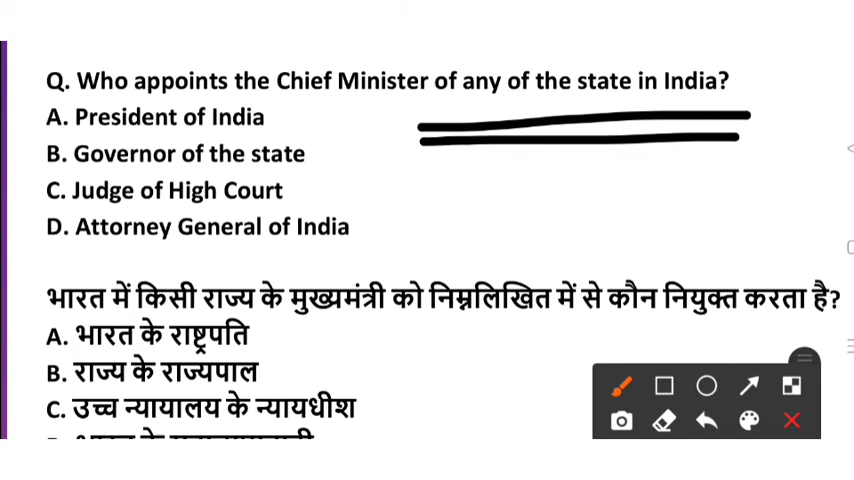 Q. Who appoints the Chief Minister of any of the state in India?
A. President of India
B. Governor of the state
C. Judge of High Court
D. Attorney General of India
भारत में किसी राज्य के मुख्यमंत्री को निम्नलिखित में से कौन नियुक्त करता है?
A. भारत के राष्ट्रपति
B. राज्य के राज्यपाल
C. उच्च न्यायालय के न्यायधीश